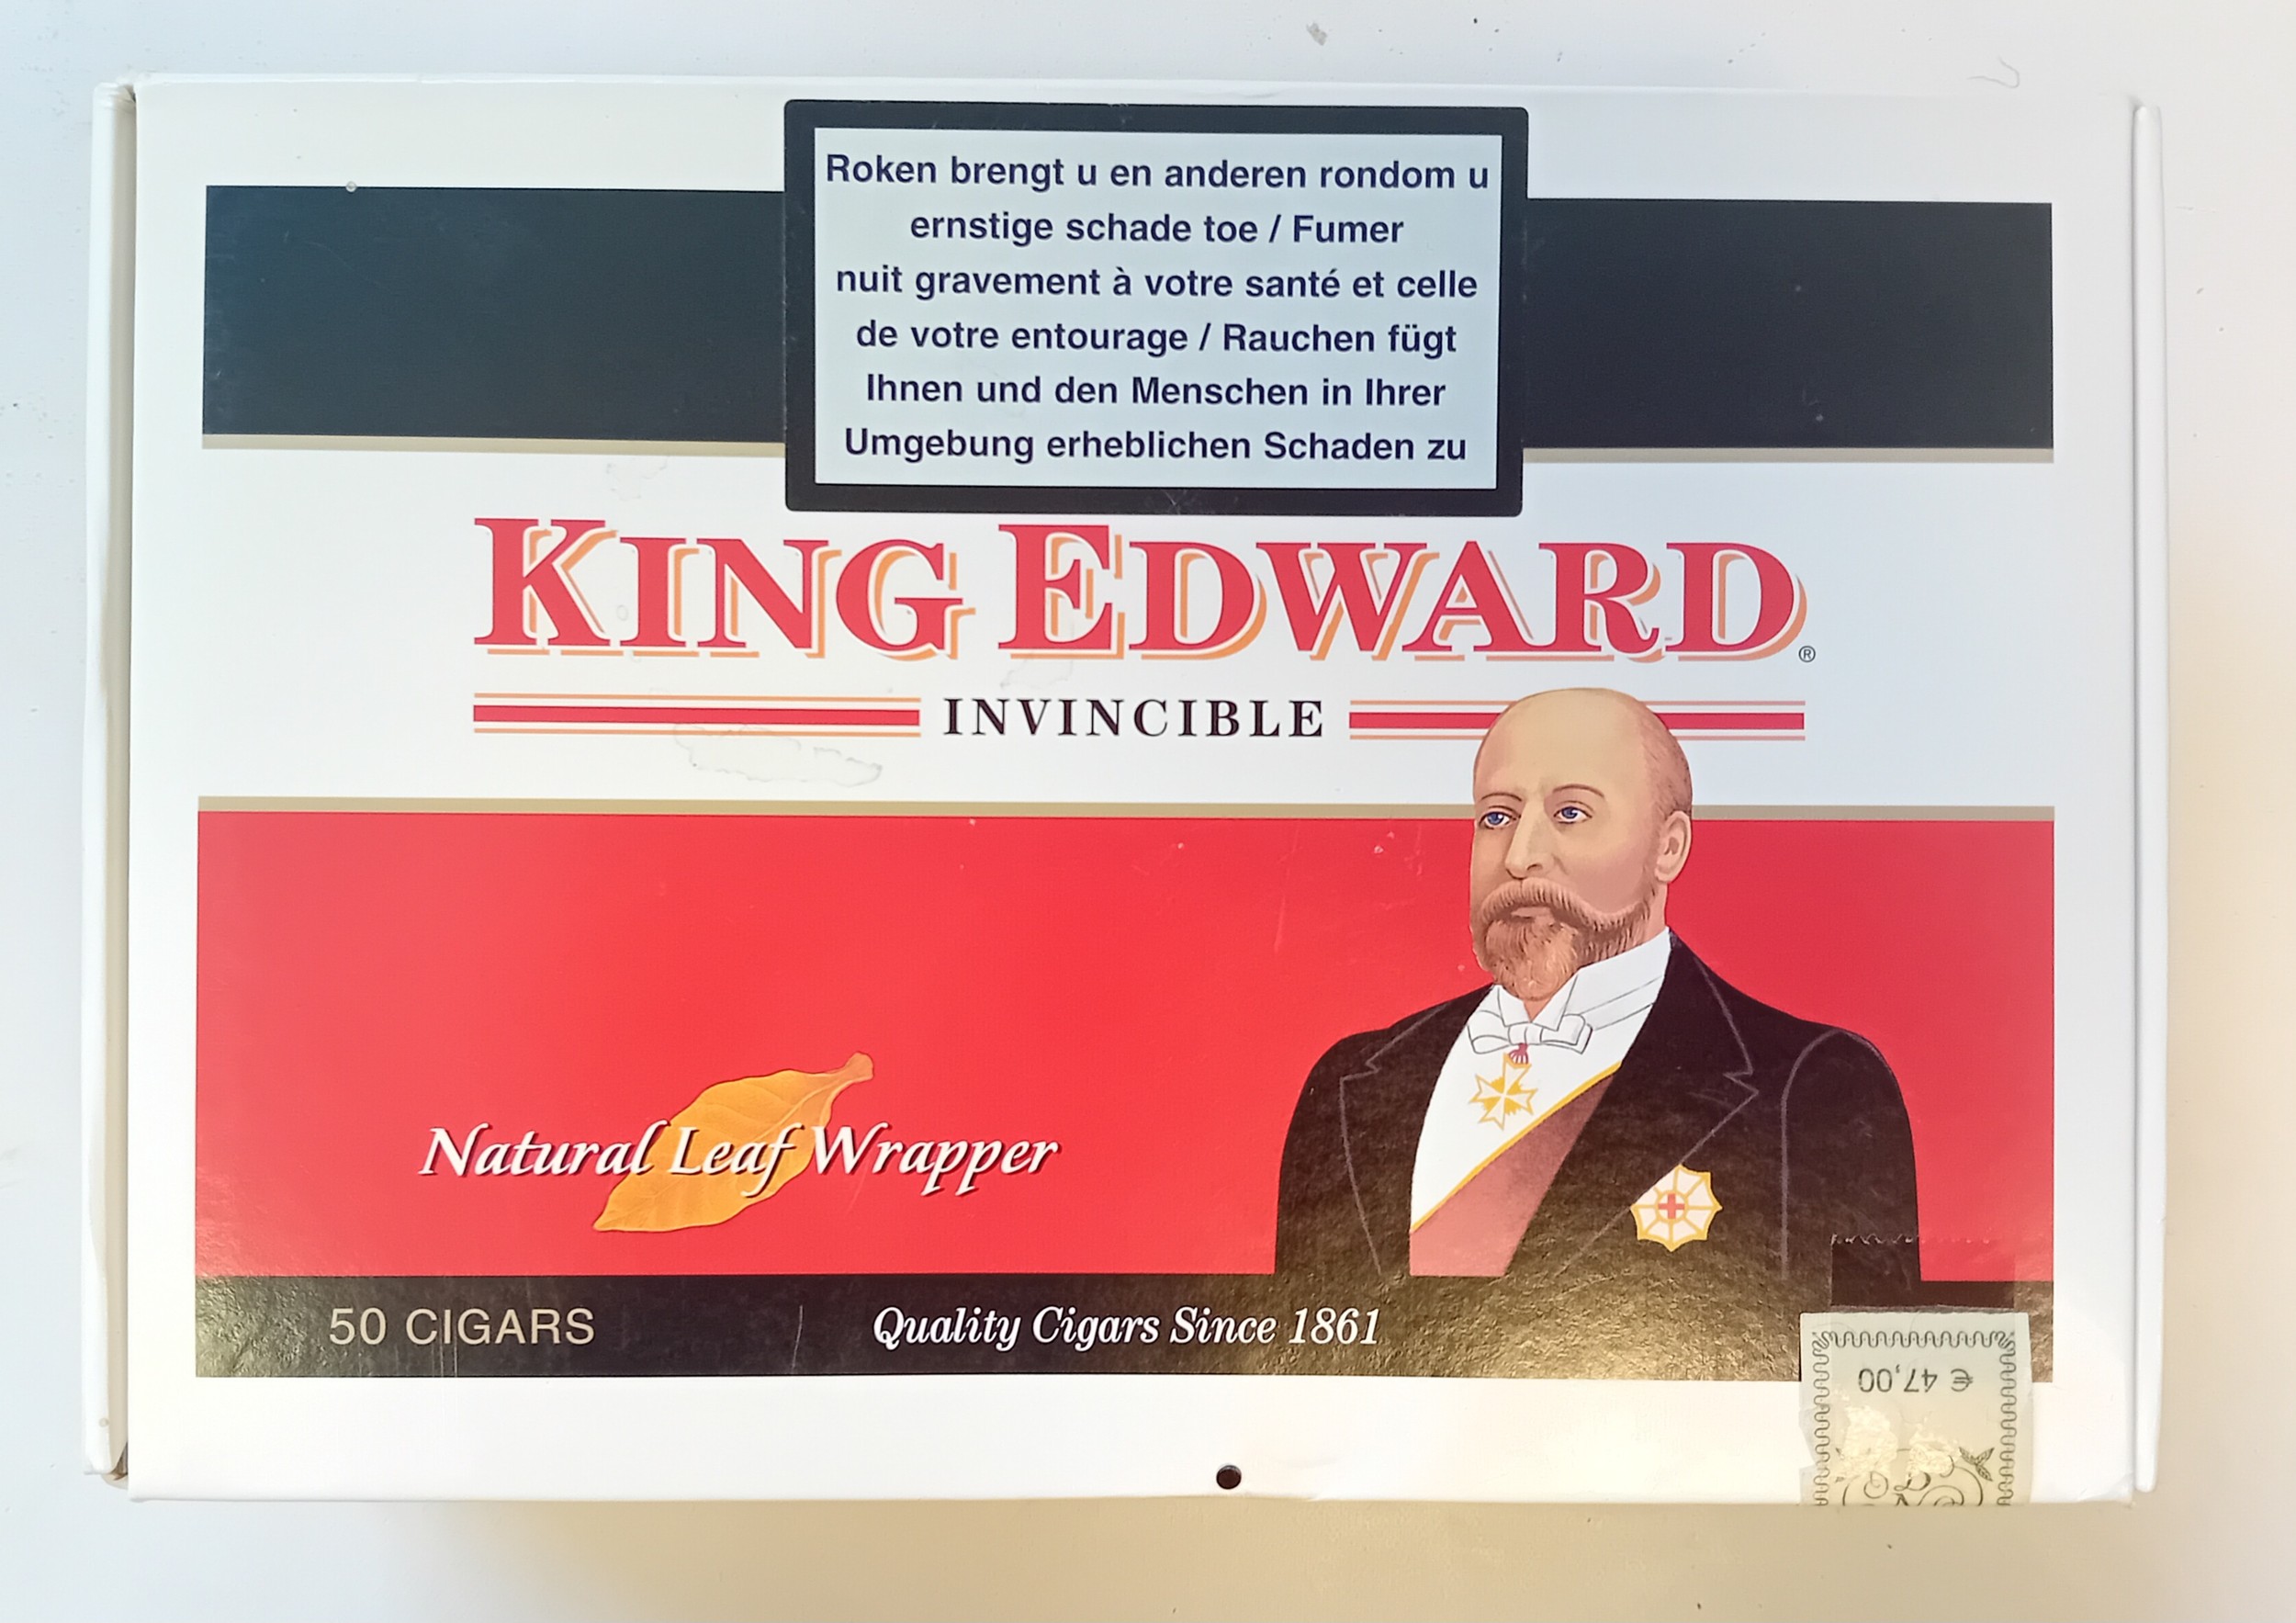 Roken brengt u en anderen rondom u
ernstige schade toe / Fumer
nuit gravement à votre santé et celle
de votre entourage / Rauchen fügt
Ihnen und den Menschen in Ihrer
Umgebung erheblichen Schaden zu
KING EDWARD®
INVINCIBLE
Natural Leaf Wrapper
50 CIGARS
Quality Cigars Since 1861
€ 47,00